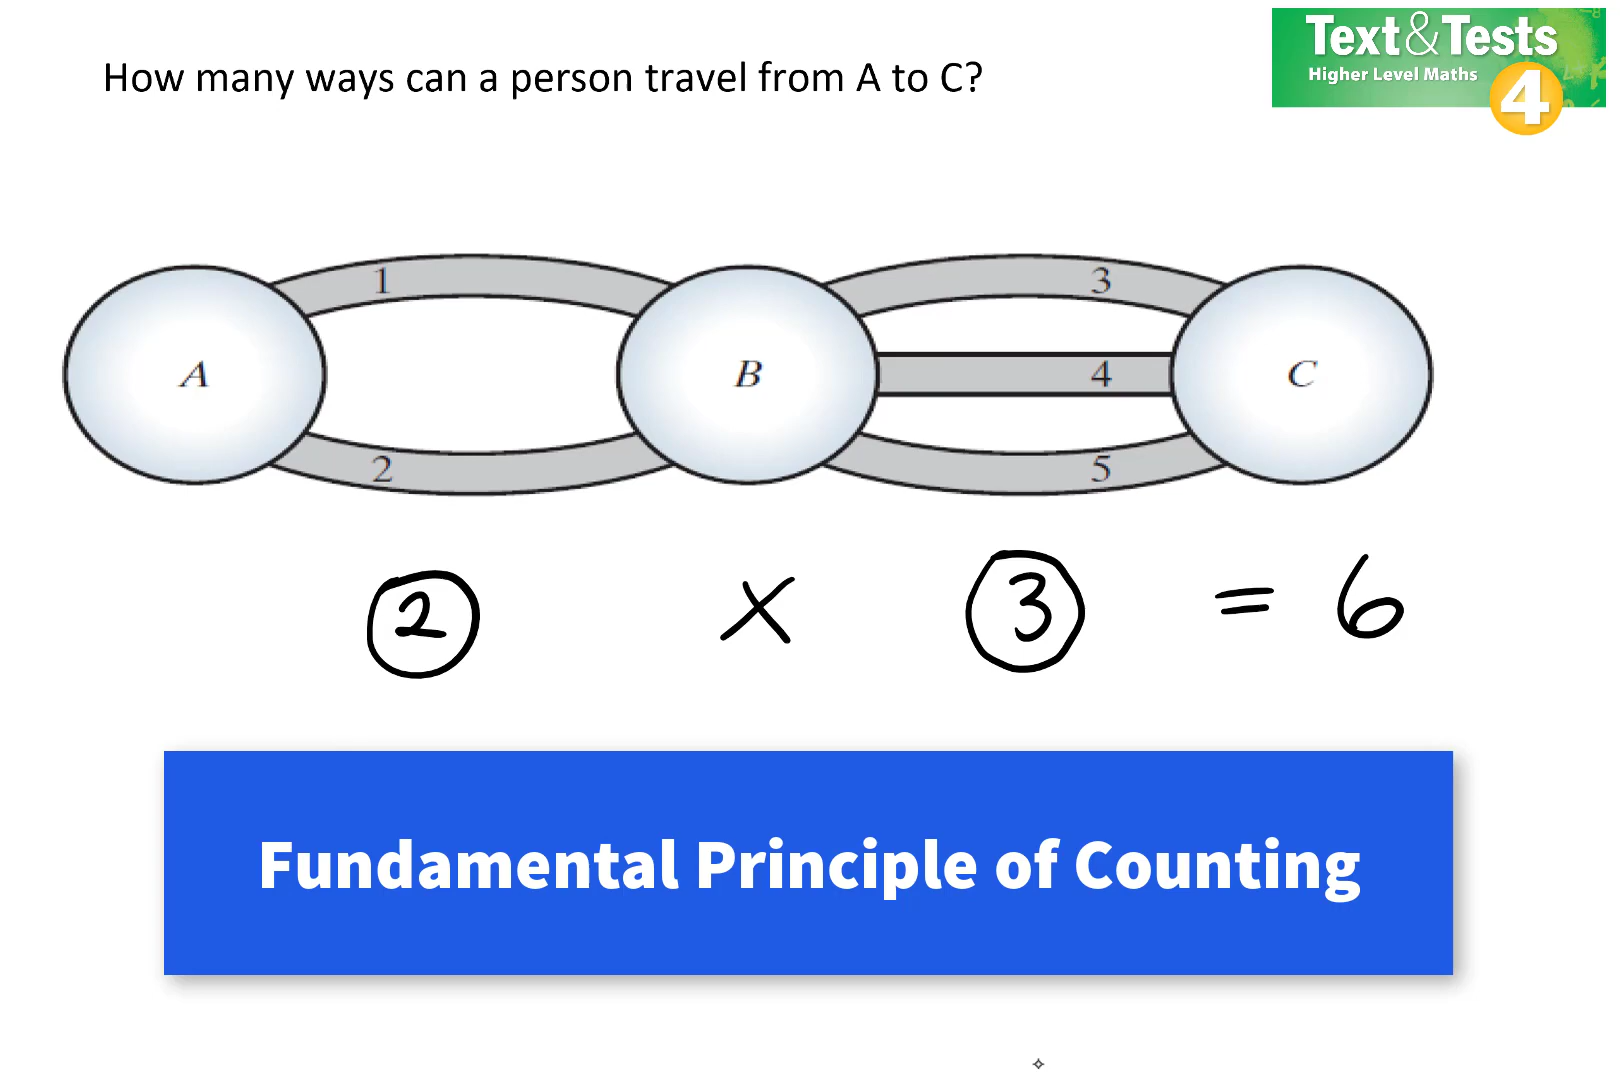 Text&Tests
Higher Level Maths
4
How many ways can a person travel from A to C?
1
3
A
B
4
C
2
5
2 × 3 = 6
Fundamental Principle of Counting